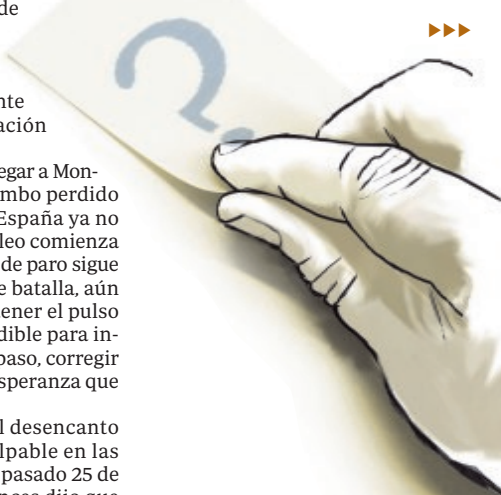 de
nte
ación
egar a Mon-
mbo perdido
España ya no
leo comienza
de paro sigue
e batalla, aún
ener el pulso
dible para in-
paso, corregir
speranza que
l desencanto
lpable en las
pasado 25 de
?